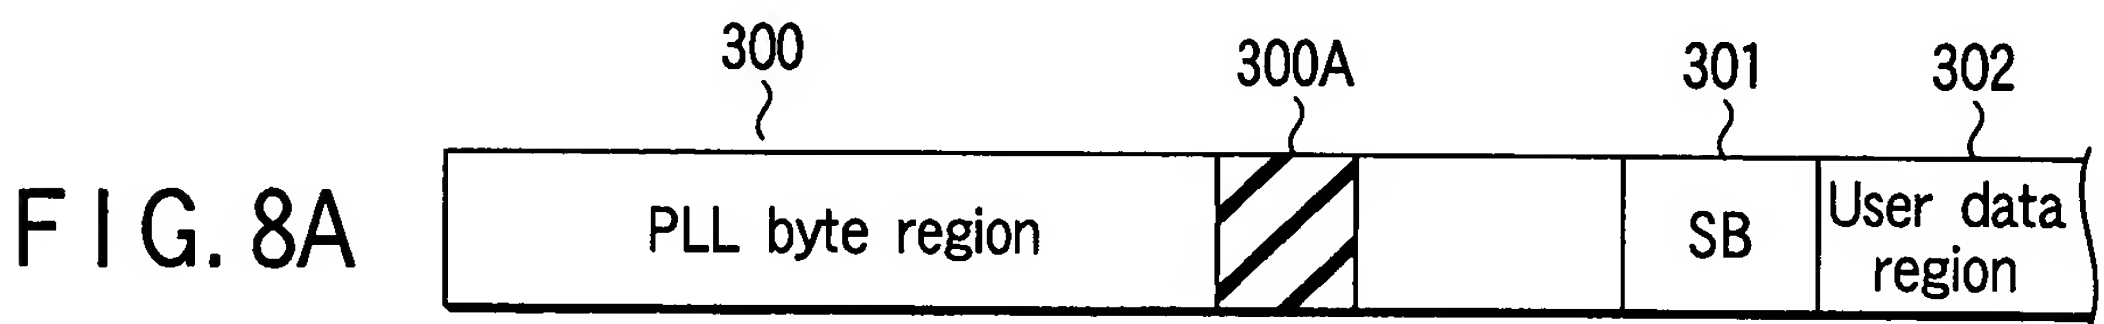 300
300A
301
302
FIG. 8A
PLL byte region
SB
User data
region